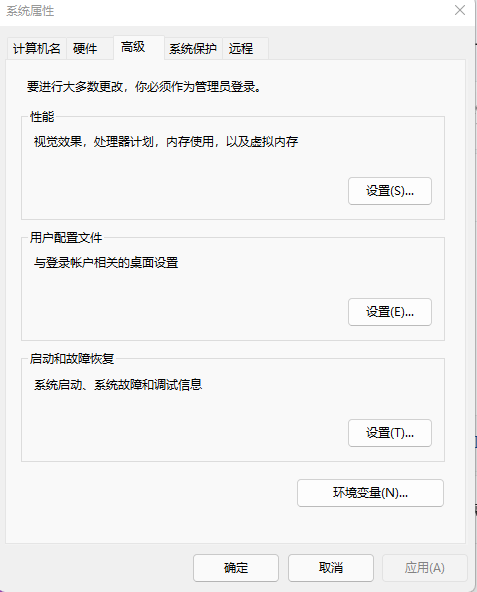 系统属性
计算机名 硬件 高级 系统保护 远程
要进行大多数更改，你必须作为管理员登录。
性能
视觉效果，处理器计划，内存使用，以及虚拟内存
设置(S)...
用户配置文件
与登录帐户相关的桌面设置
设置(E)...
启动和故障恢复
系统启动、系统故障和调试信息
设置(T)...
环境变量(N)...
确定 取消 应用(A)